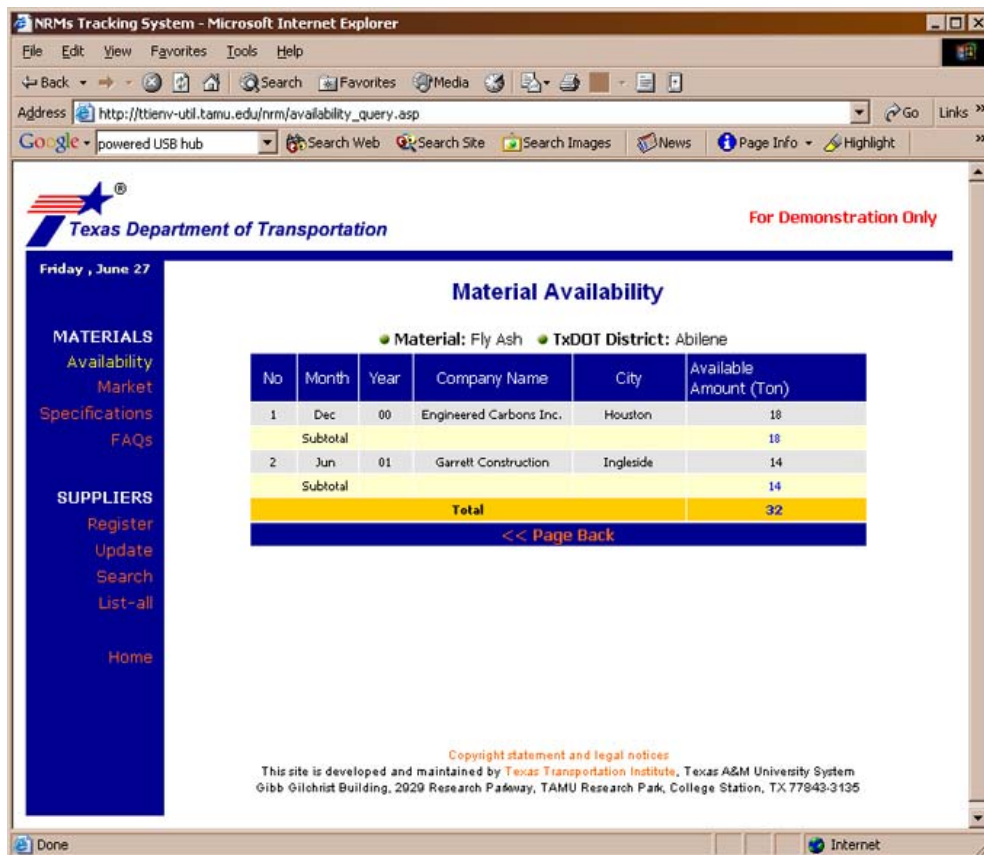 NRMs Tracking System - Microsoft Internet Explorer
File Edit View Favorites Tools Help
Back Search Favorites Media
Address http://ttienv-util.tamu.edu/nrm/availability_query.asp Go Links »
Google powered USB hub Search Web Search Site Search Images News Page Info Highlight »
®
Texas Department of Transportation
For Demonstration Only
Friday , June 27
MATERIALS
Availability
Market
Specifications
FAQs
SUPPLIERS
Register
Update
Search
List-all
Home
Material Availability
Material: Fly Ash TxDOT District: Abilene
No Month Year Company Name City Available Amount (Ton)
1 Dec 00 Engineered Carbons Inc. Houston 18
Subtotal 18
2 Jun 01 Garrett Construction Ingleside 14
Subtotal 14
Total 32
<< Page Back
Copyright statement and legal notices
This site is developed and maintained by Texas Transportation Institute, Texas A&M University System
Gibb Gilchrist Building, 2929 Research Parkway, TAMU Research Park, College Station, TX 77843-3135
Done Internet